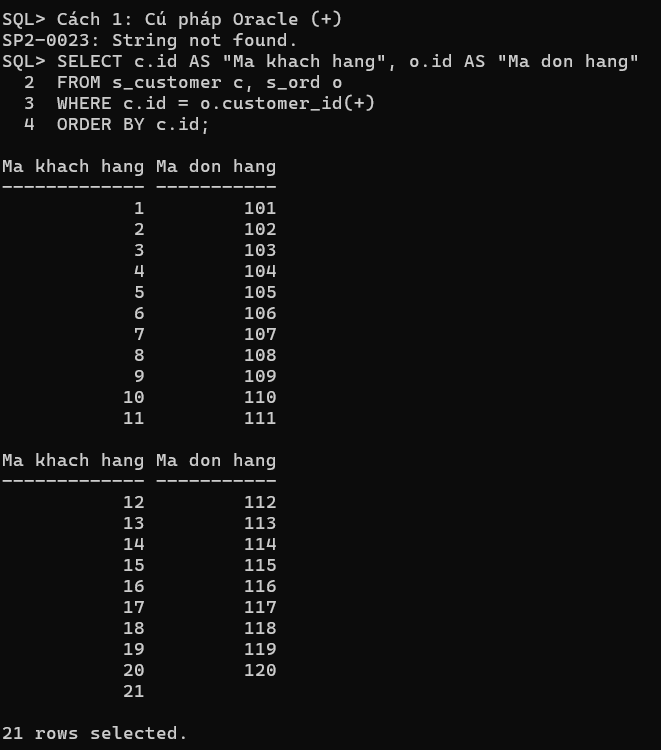 SQL> Cách 1: Cú pháp Oracle (+)
SP2-0023: String not found.
SQL> SELECT c.id AS "Ma khach hang", o.id AS "Ma don hang"
  2  FROM s_customer c, s_ord o
  3  WHERE c.id = o.customer_id(+)
  4  ORDER BY c.id;

Ma khach hang Ma don hang
------------- -----------
            1         101
            2         102
            3         103
            4         104
            5         105
            6         106
            7         107
            8         108
            9         109
           10         110
           11         111

Ma khach hang Ma don hang
------------- -----------
           12         112
           13         113
           14         114
           15         115
           16         116
           17         117
           18         118
           19         119
           20         120
           21

21 rows selected.